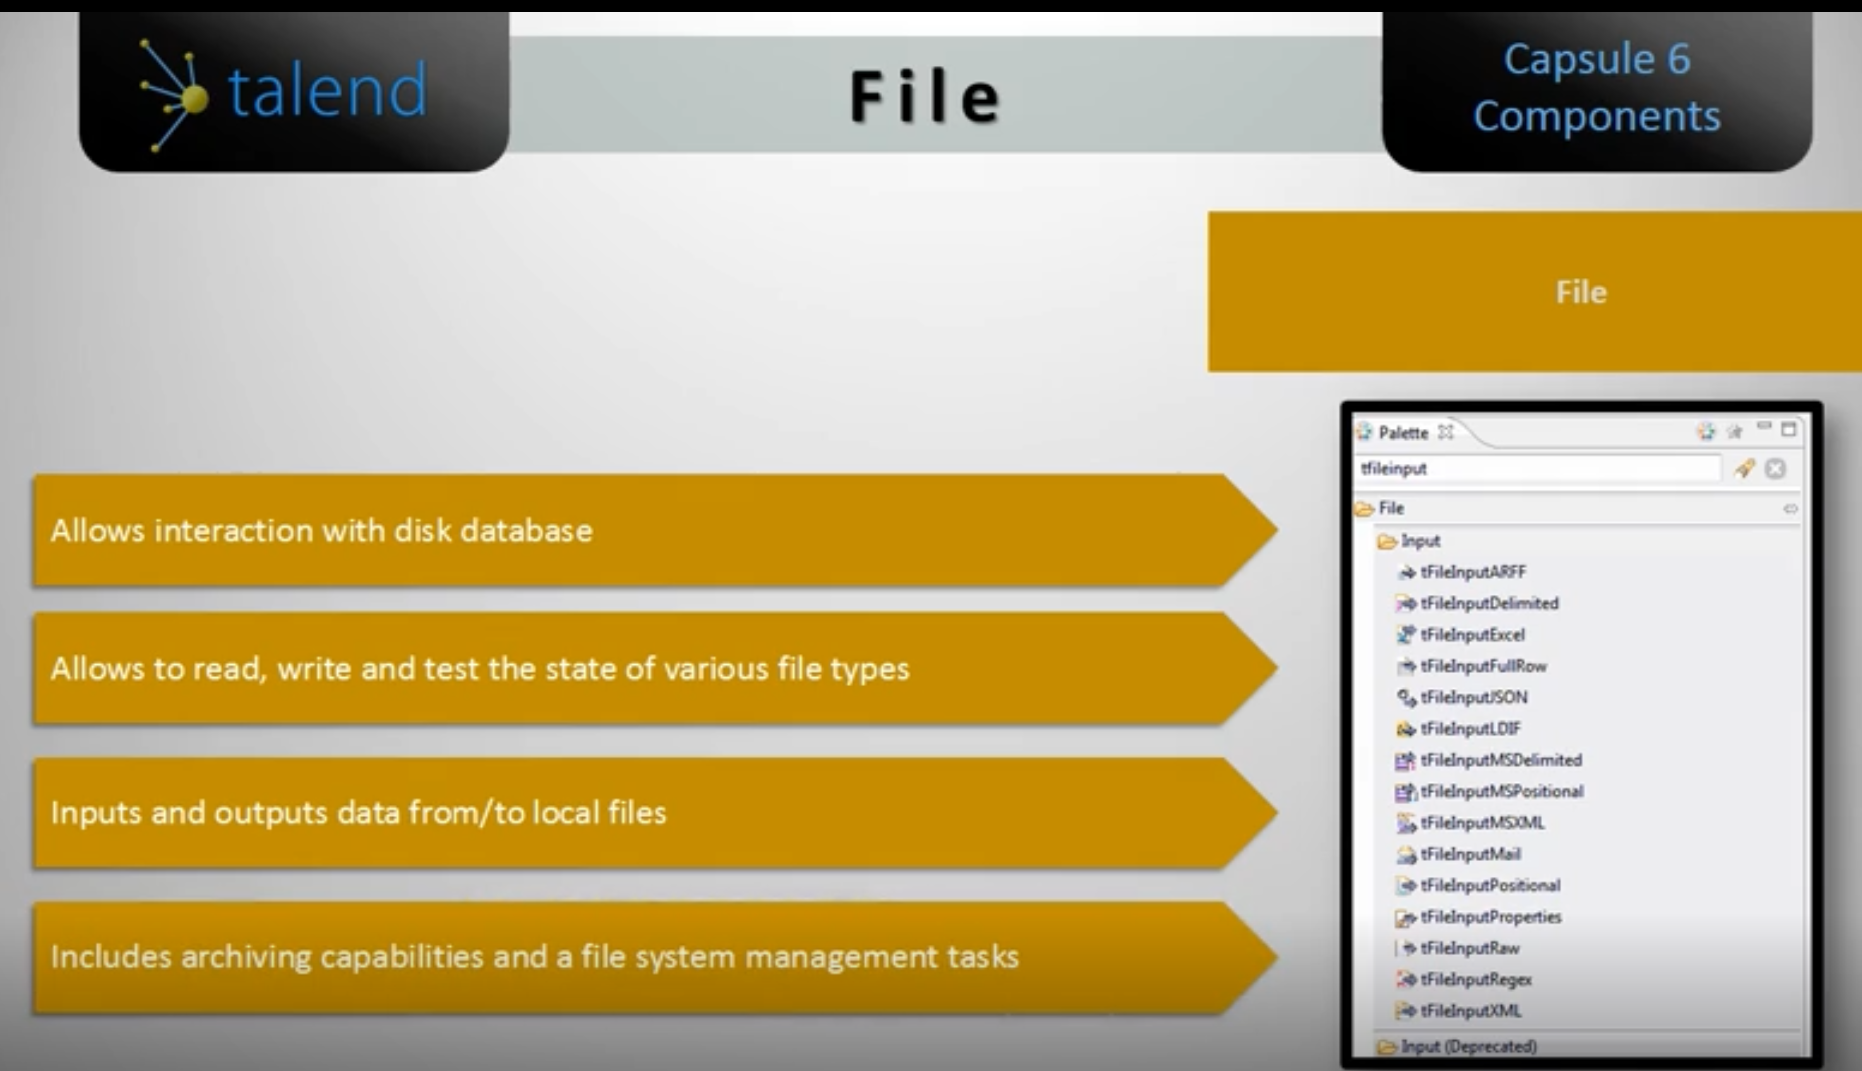 talend
File
Capsule 6
Components
File
Allows interaction with disk database
Allows to read, write and test the state of various file types
Inputs and outputs data from/to local files
Includes archiving capabilities and a file system management tasks
Palette
tfileinput
File
Input
tFileInputARFF
tFileInputDelimited
tFileInputExcel
tFileInputFullRow
tFileInputJSON
tFileInputLDIF
tFileInputMSDelimited
tFileInputMSPositional
tFileInputMSXML
tFileInputMail
tFileInputPositional
tFileInputProperties
tFileInputRaw
tFileInputRegex
tFileInputXML
Input (Deprecated)